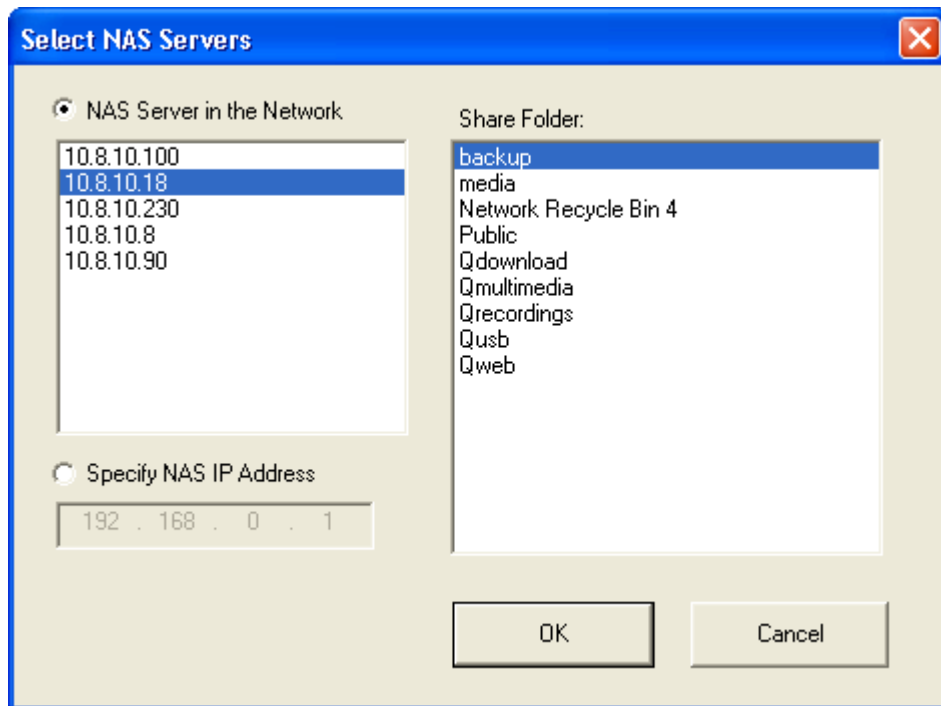 Select NAS Servers
NAS Server in the Network
10.8.10.100
10.8.10.18
10.8.10.230
10.8.10.8
10.8.10.90
Specify NAS IP Address
192 . 168 . 0 . 1
Share Folder:
backup
media
Network Recycle Bin 4
Public
Qdownload
Qmultimedia
Qrecordings
Qusb
Qweb
OK
Cancel